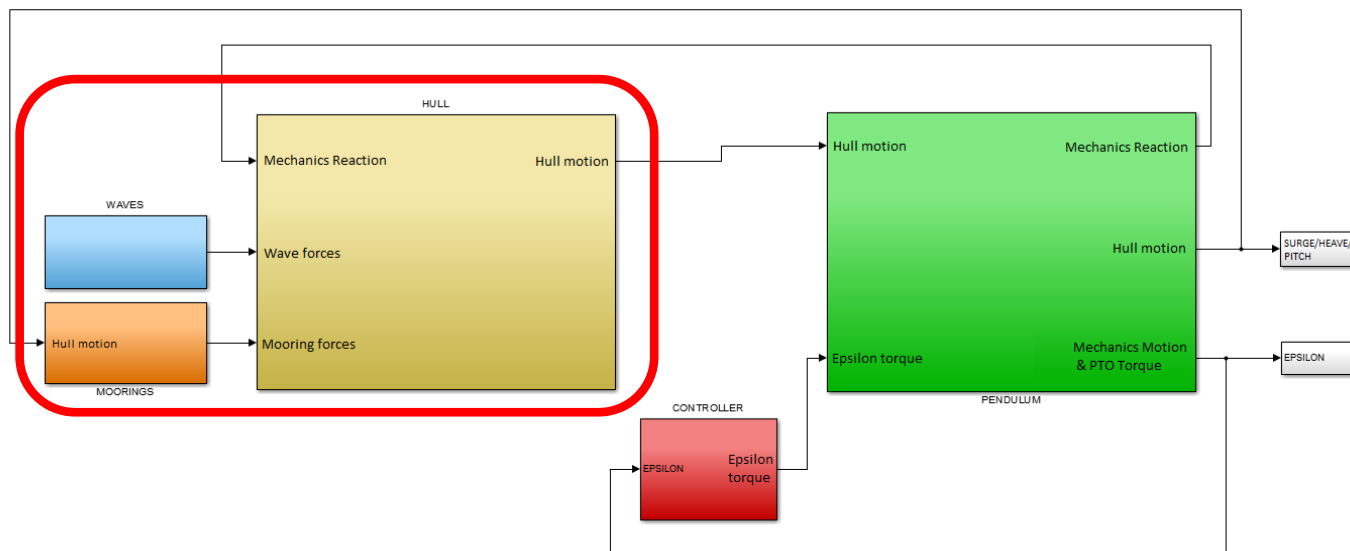 HULL
Mechanics Reaction
Hull motion
Wave forces
Mooring forces
WAVES
Hull motion
MOORINGS
Hull motion
Mechanics Reaction
Hull motion
Epsilon torque
Mechanics Motion
& PTO Torque
PENDULUM
SURGE/HEAVE/
PITCH
EPSILON
CONTROLLER
EPSILON
Epsilon
torque